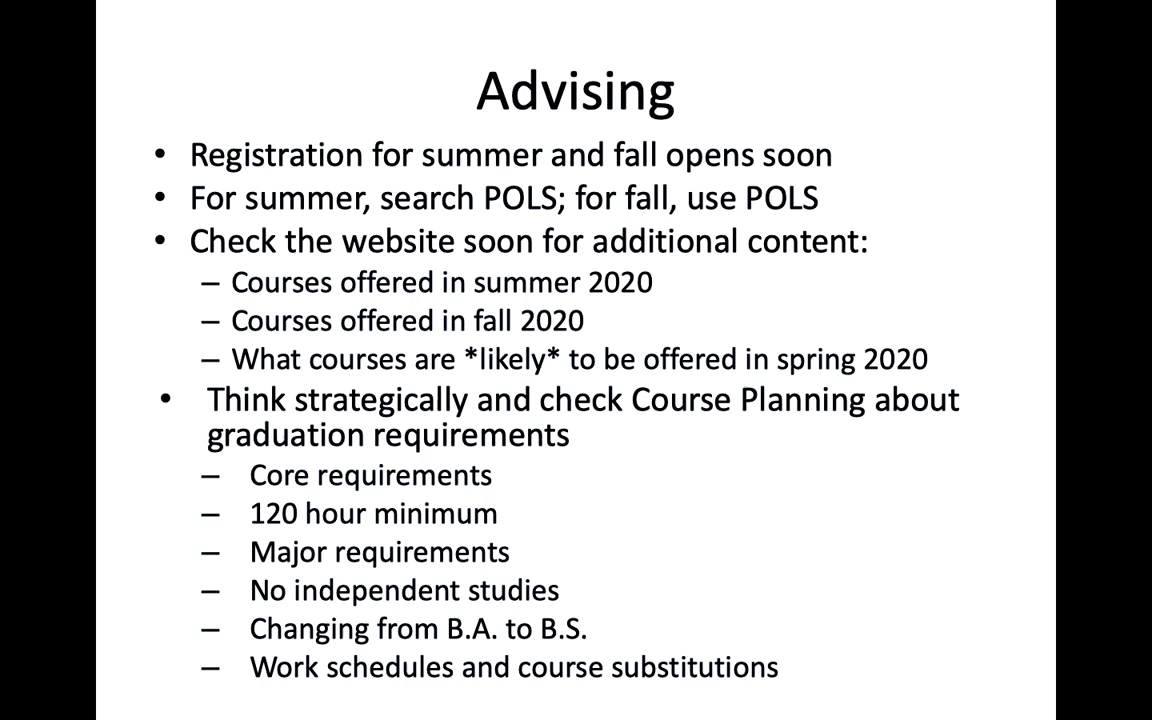 Advising
• Registration for summer and fall opens soon
• For summer, search POLS; for fall, use POLS
• Check the website soon for additional content:
– Courses offered in summer 2020
– Courses offered in fall 2020
– What courses are *likely* to be offered in spring 2020
• Think strategically and check Course Planning about
graduation requirements
– Core requirements
– 120 hour minimum
– Major requirements
– No independent studies
– Changing from B.A. to B.S.
– Work schedules and course substitutions